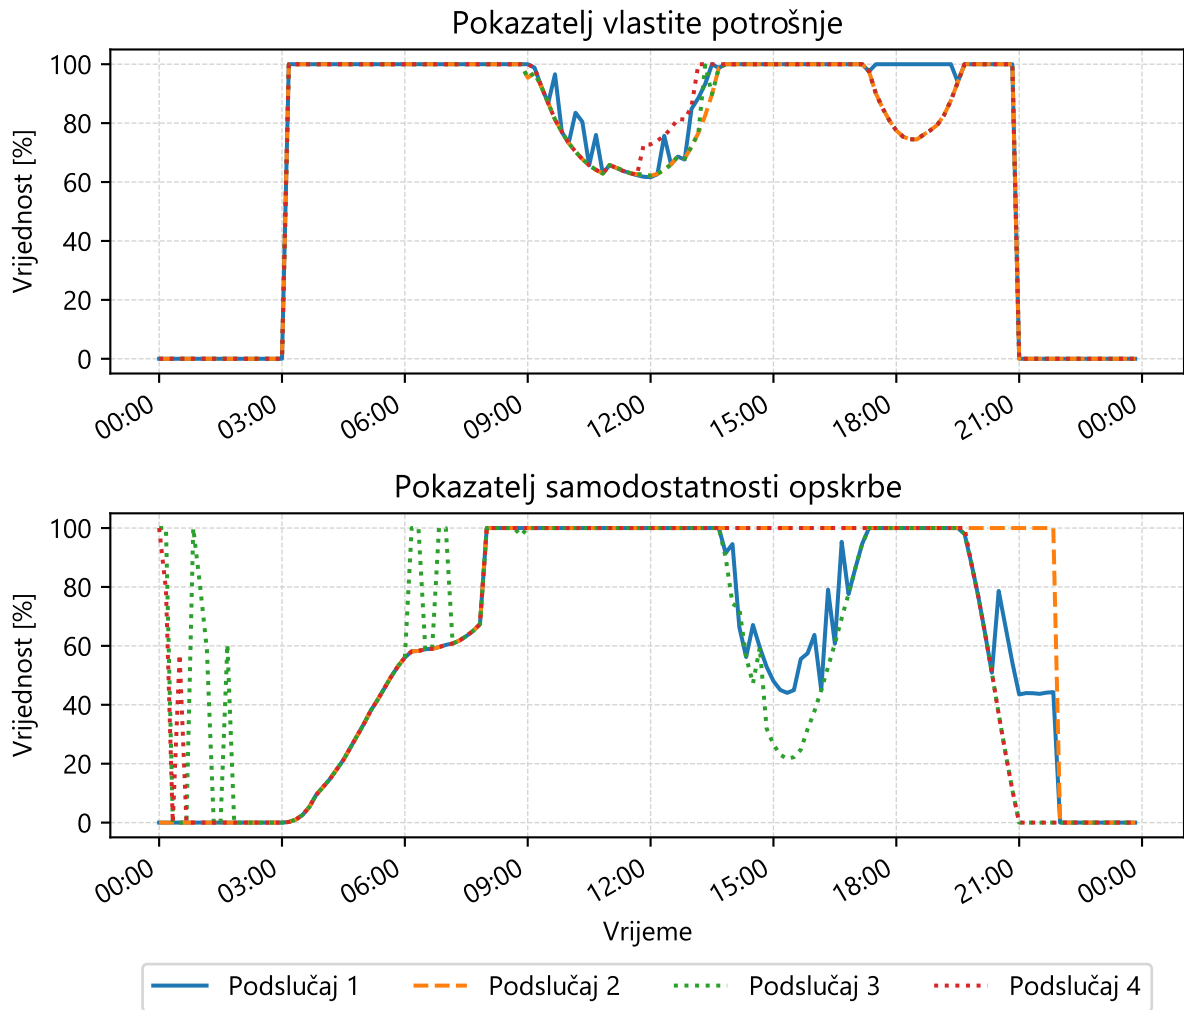 Pokazatelj vlastite potrošnje
Vrijednost [%]
100
80
60
40
20
0
00:00 03:00 06:00 09:00 12:00 15:00 18:00 21:00 00:00
Pokazatelj samodostatnosti opskrbe
Vrijednost [%]
100
80
60
40
20
0
00:00 03:00 06:00 09:00 12:00 15:00 18:00 21:00 00:00
Vrijeme
Podslučaj 1 Podslučaj 2 Podslučaj 3 Podslučaj 4